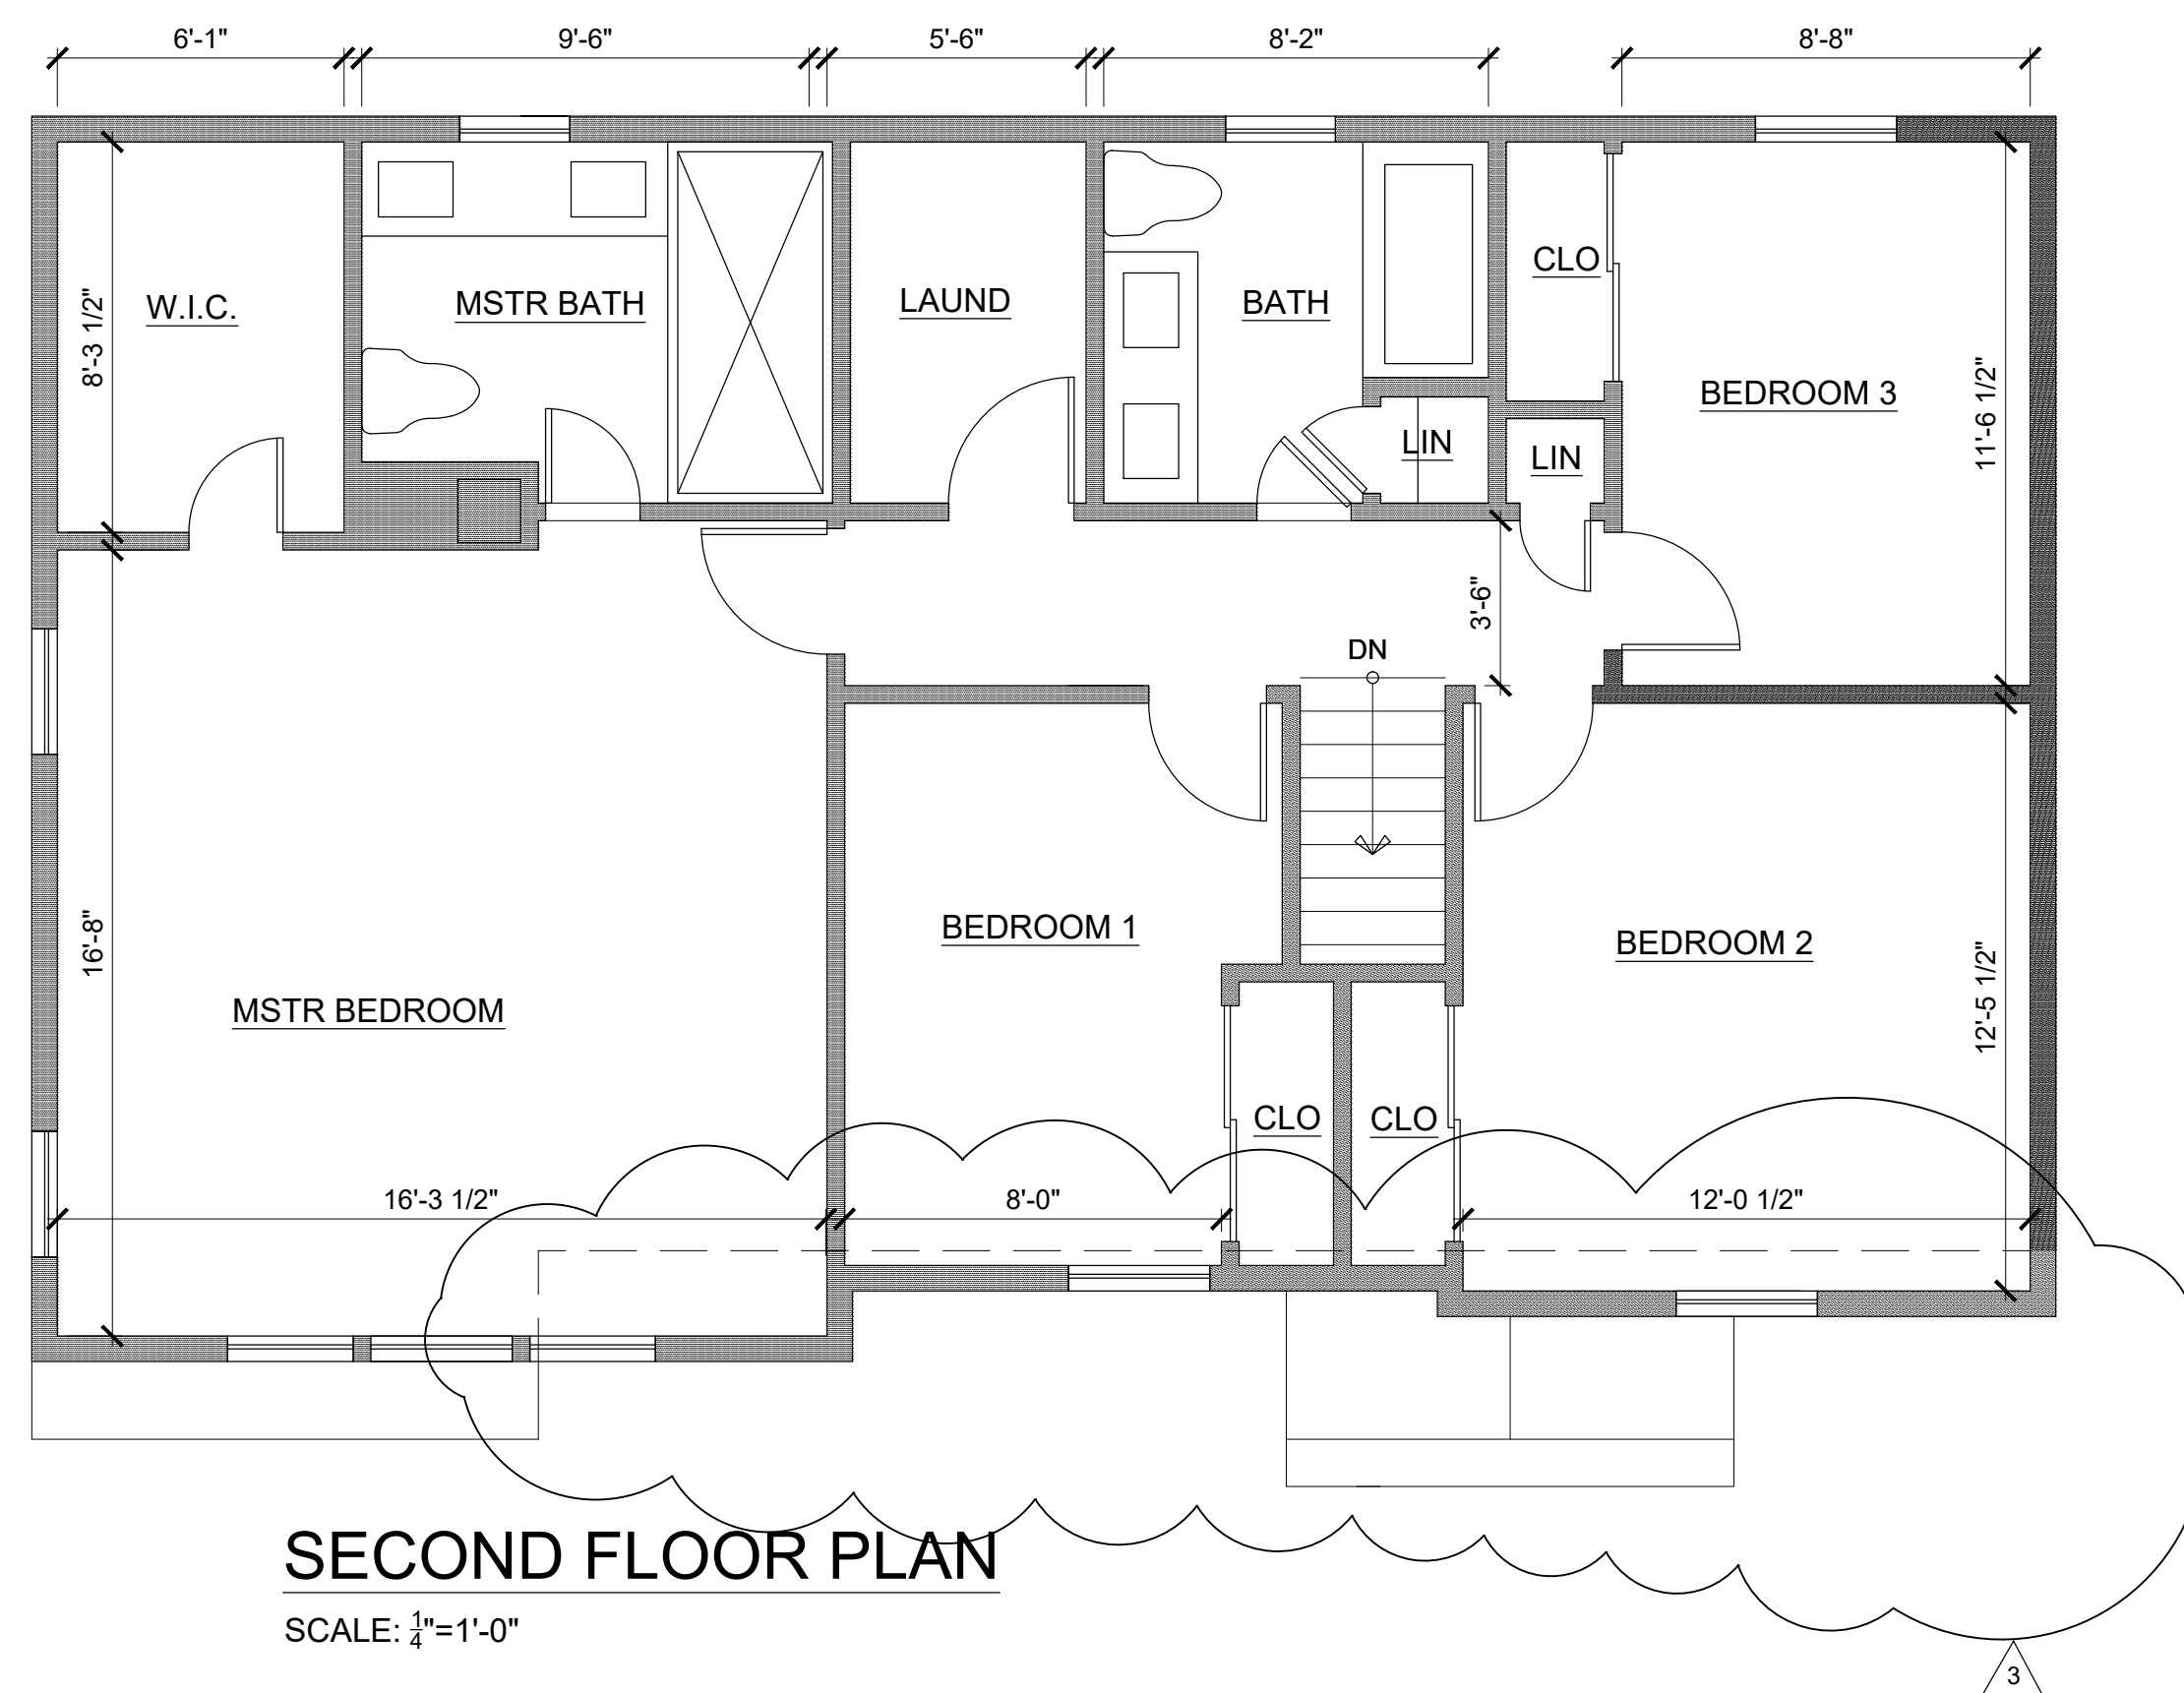 6'-1"
9'-6"
5'-6"
8'-2"
8'-8"
W.I.C.
8'-3 1/2"
MSTR BATH
LAUND
BATH
CLO
BEDROOM 3
11'-6 1/2"
LIN
LIN
3'-6"
DN
16'-8"
MSTR BEDROOM
BEDROOM 1
BEDROOM 2
12'-5 1/2"
CLO
CLO
16'-3 1/2"
8'-0"
12'-0 1/2"
SECOND FLOOR PLAN
SCALE: 1/4"=1'-0"
3